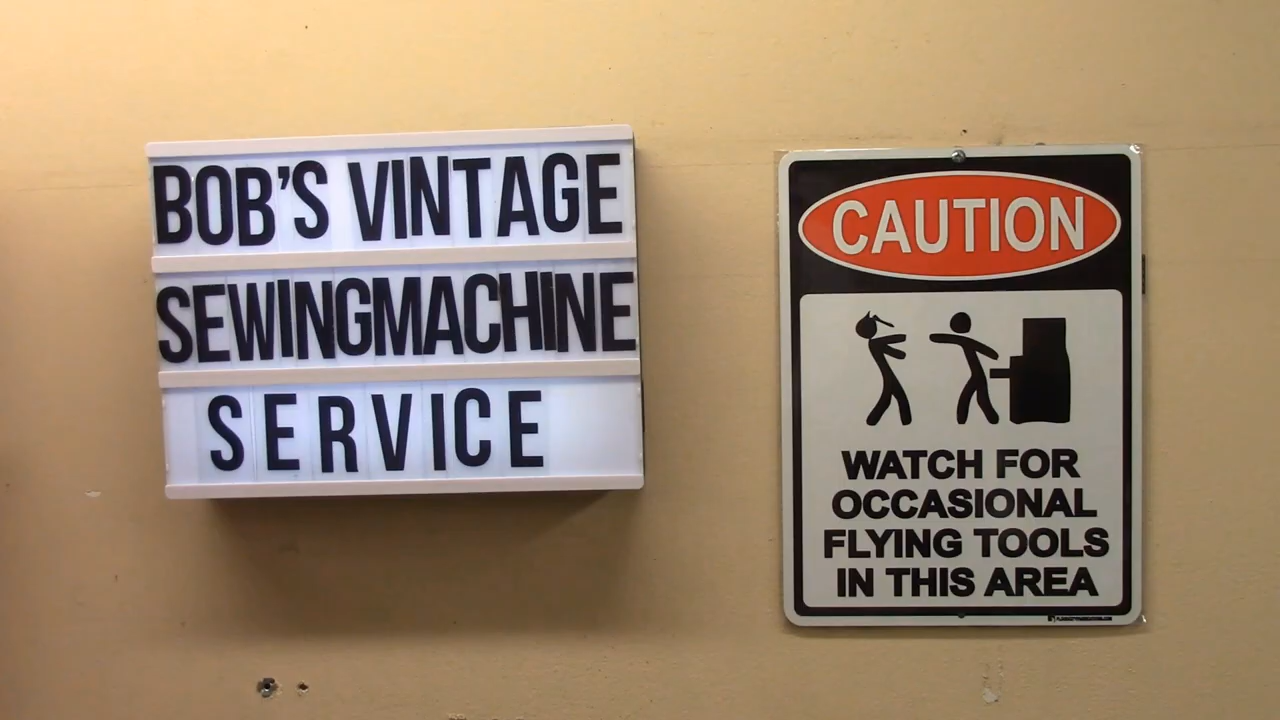 BOB'S VINTAGE
SEWINGMACHINE
SERVICE
CAUTION
WATCH FOR
OCCASIONAL
FLYING TOOLS
IN THIS AREA